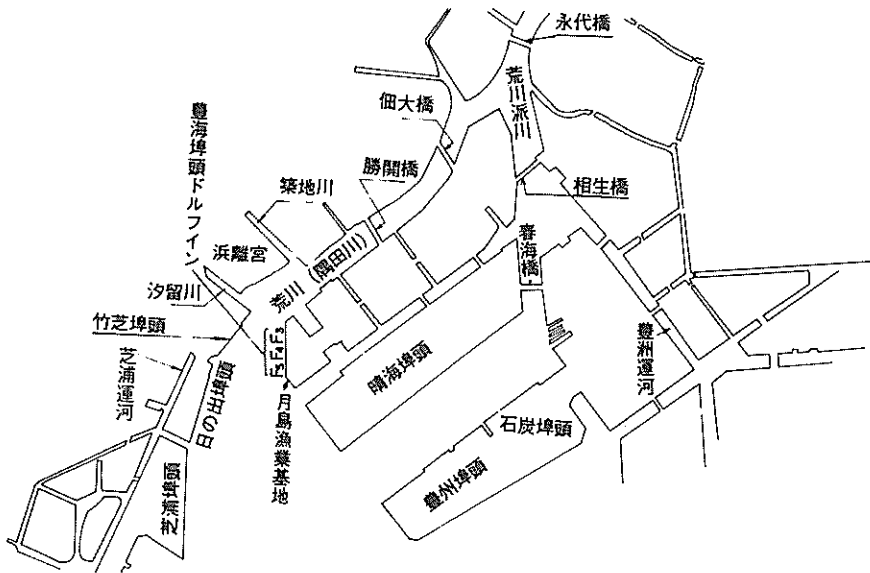 永代橋
荒川派川
佃大橋
豊海埠頭ドルフィン
勝鬨橋
築地川
相生橋
浜離宮
荒川（隅田川）
春海橋
汐留川
竹芝埠頭
F3
F4
F5
芝浦運河
日の出埠頭
月島漁業基地
晴海埠頭
豊洲運河
石炭埠頭
豊州埠頭
芝浦埠頭